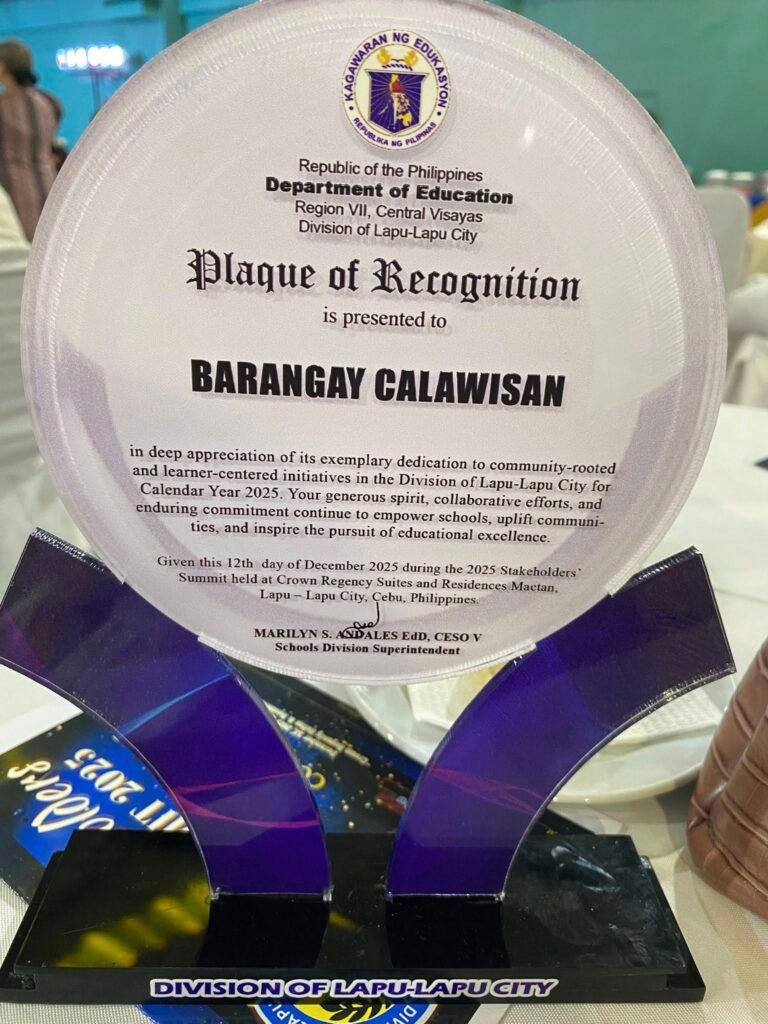 KAGAWARAN NG EDUKASYON
REPUBLIKA NG PILIPINAS
Republic of the Philippines
Department of Education
Region VII, Central Visayas
Division of Lapu-Lapu City
Plaque of Recognition
is presented to
BARANGAY CALAWISAN
in deep appreciation of its exemplary dedication to community-rooted
and learner-centered initiatives in the Division of Lapu-Lapu City for
Calendar Year 2025. Your generous spirit, collaborative efforts, and
enduring commitment continue to empower schools, uplift communi-
ties, and inspire the pursuit of educational excellence.
Given this 12th day of December 2025 during the 2025 Stakeholders'
Summit held at Crown Regency Suites and Residences Mactan,
Lapu – Lapu City, Cebu, Philippines.
MARILYN S. ANDALES EdD, CESO V
Schools Division Superintendent
2025
DIVISION OF LAPU-LAPU CITY